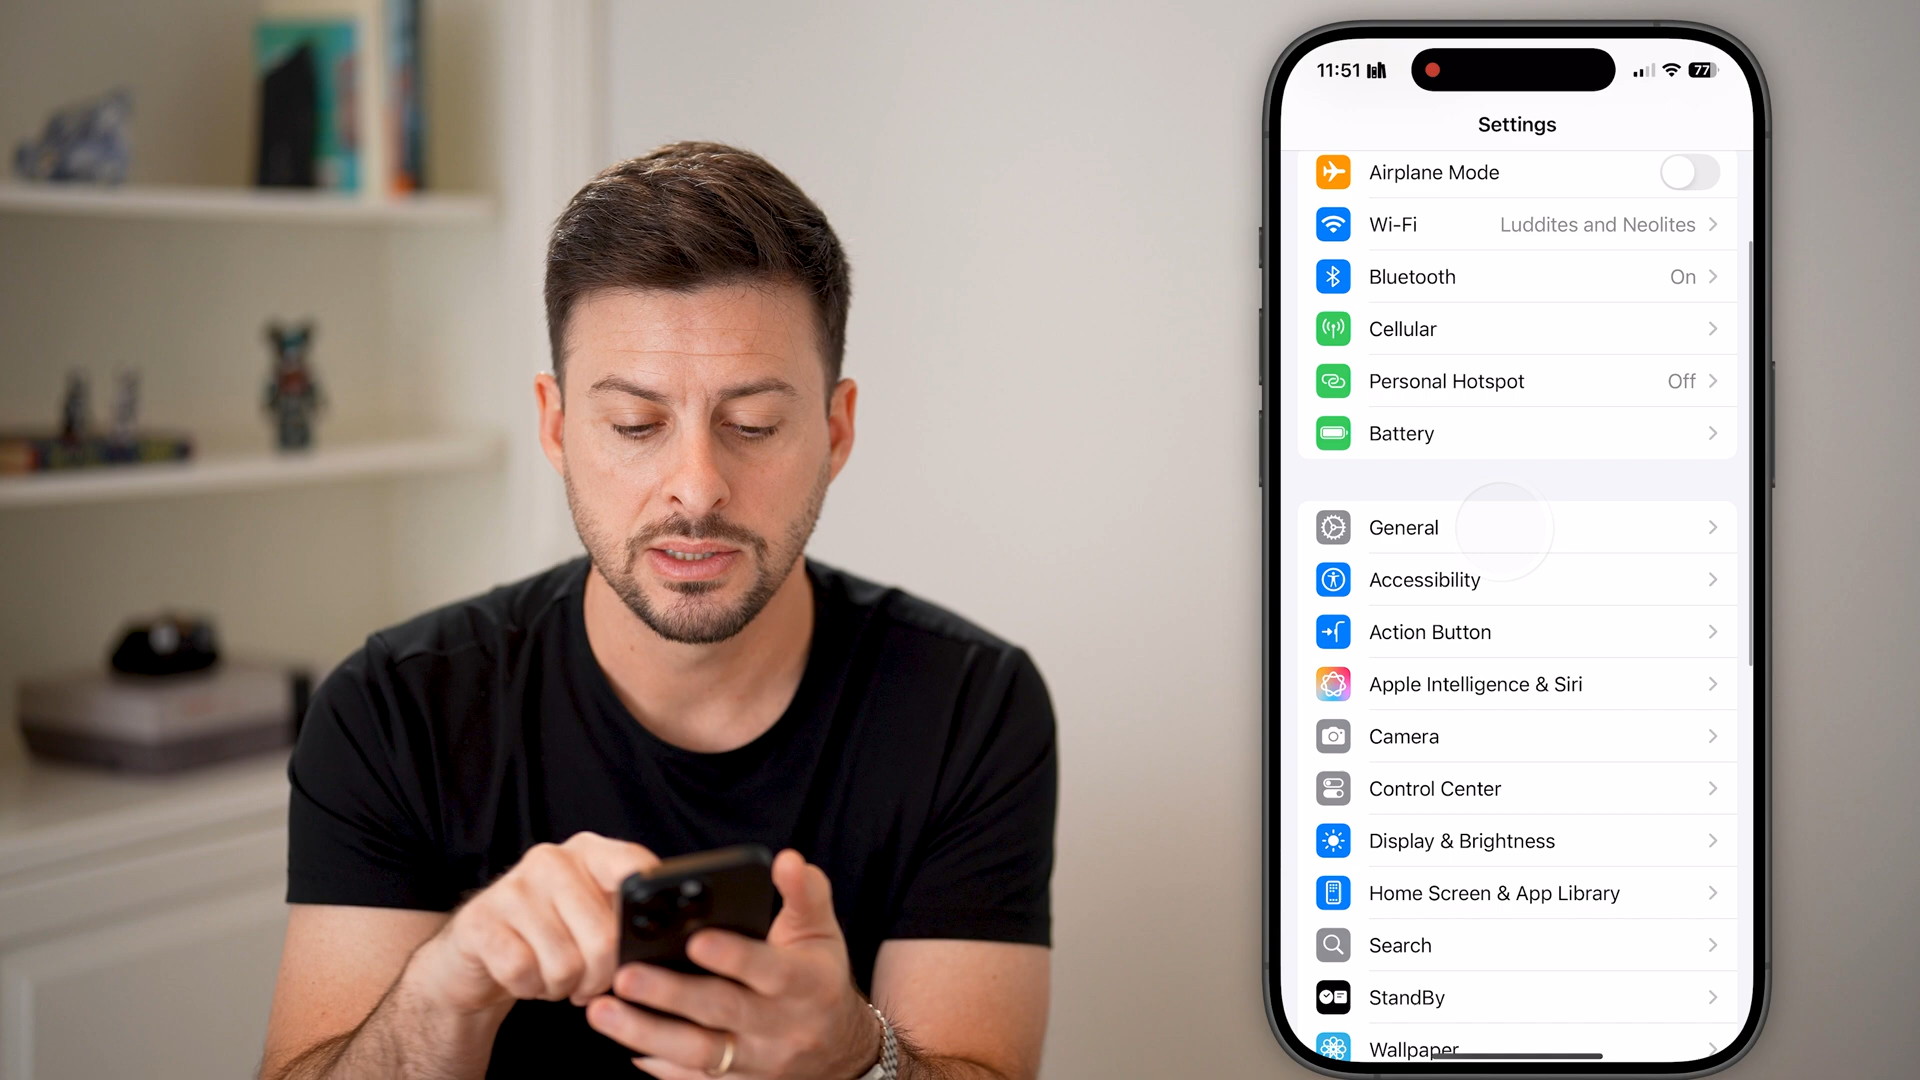 11:51
77
Settings
Airplane Mode
Wi-Fi Luddites and Neolites
Bluetooth On
Cellular
Personal Hotspot Off
Battery
General
Accessibility
Action Button
Apple Intelligence & Siri
Camera
Control Center
Display & Brightness
Home Screen & App Library
Search
StandBy
Wallpaper